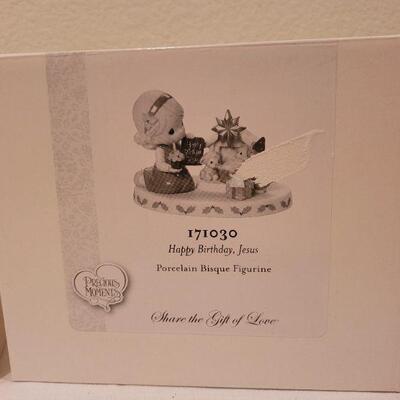 171030
Happy Birthday, Jesus
Porcelain Bisque Figurine
PRECIOUS
MOMENTS
Share the Gift of Love